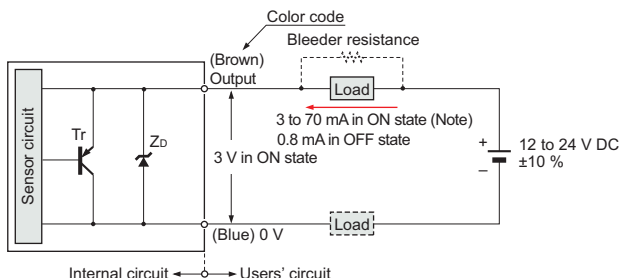 Color code
Bleeder resistance
(Brown)
Output
Load
3 to 70 mA in ON state (Note)
0.8 mA in OFF state
Sensor circuit
Tr
ZD
3 V in ON state
+
12 to 24 V DC
±10 %
−
(Blue) 0 V
Load
Internal circuit
Users' circuit